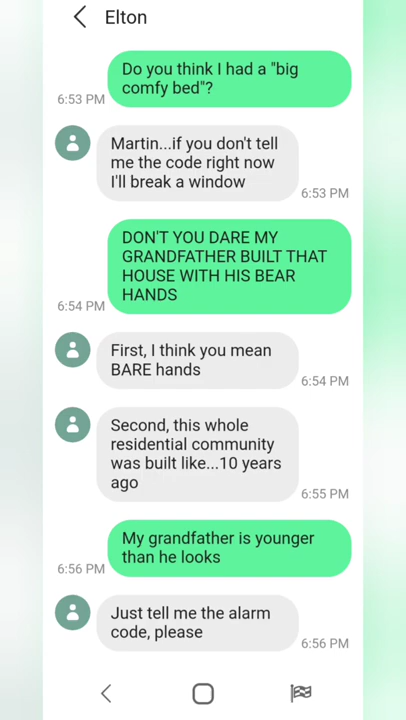 Elton
Do you think I had a "big
comfy bed"?
6:53 PM
Martin...if you don't tell
me the code right now
I'll break a window
6:53 PM
DON'T YOU DARE MY
GRANDFATHER BUILT THAT
HOUSE WITH HIS BEAR
HANDS
6:54 PM
First, I think you mean
BARE hands
6:54 PM
Second, this whole
residential community
was built like...10 years
ago
6:55 PM
My grandfather is younger
than he looks
6:56 PM
Just tell me the alarm
code, please
6:56 PM